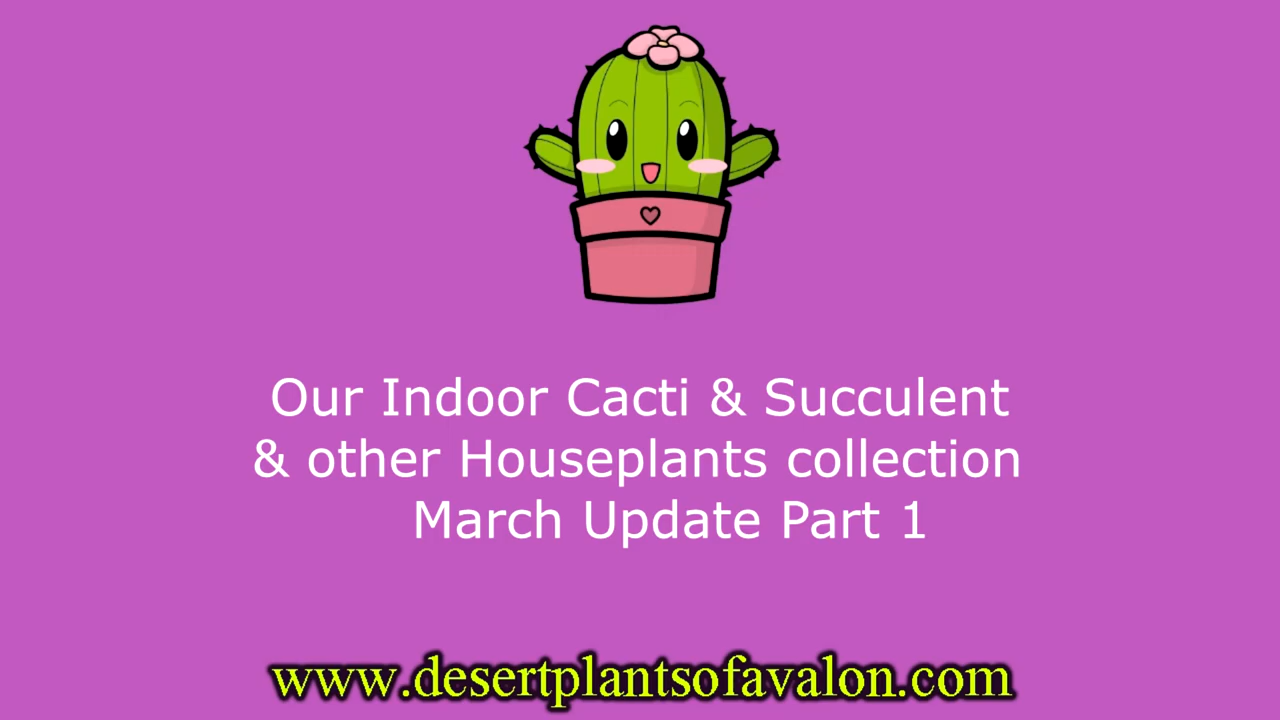 Our Indoor Cacti & Succulent
& other Houseplants collection
March Update Part 1
www.desertplantsofavalon.com